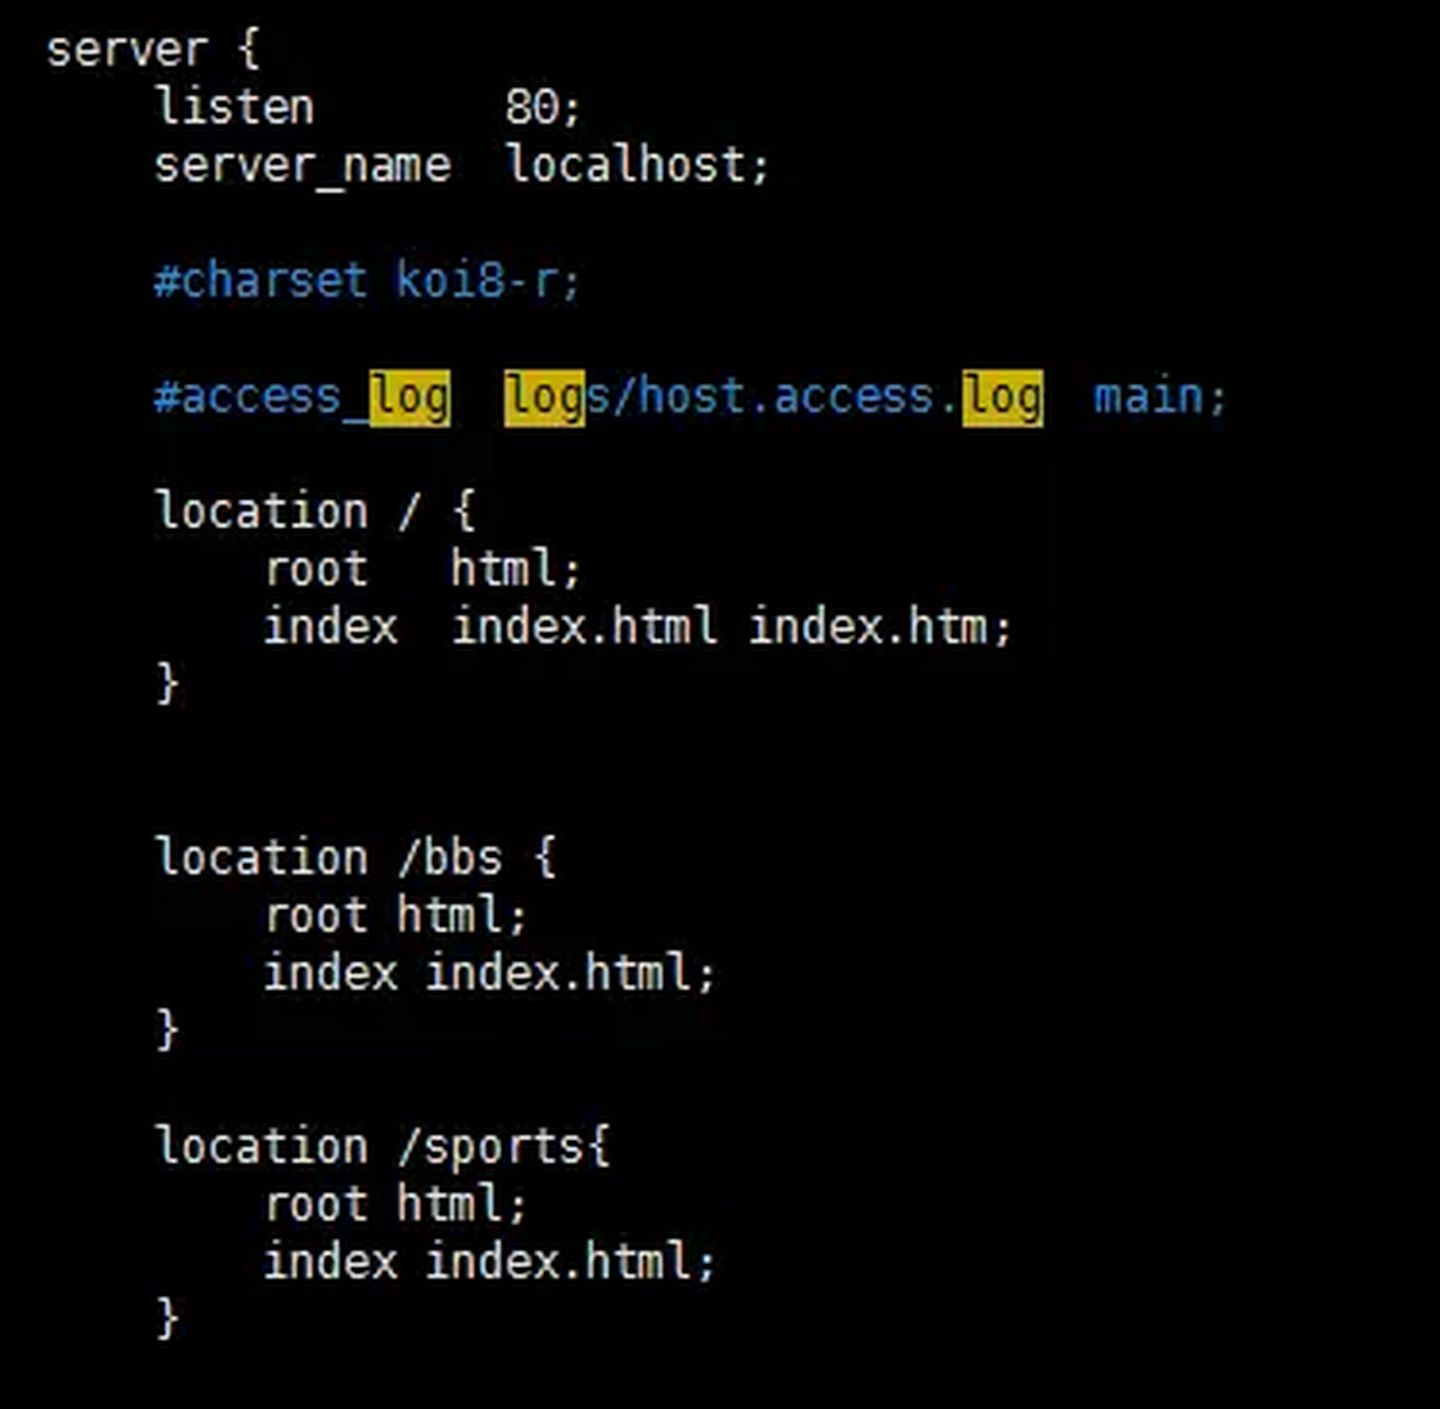 server {
    listen       80;
    server_name  localhost;

    #charset koi8-r;

    #access_log  logs/host.access.log  main;

    location / {
        root   html;
        index  index.html index.htm;
    }


    location /bbs {
        root html;
        index index.html;
    }

    location /sports{
        root html;
        index index.html;
    }